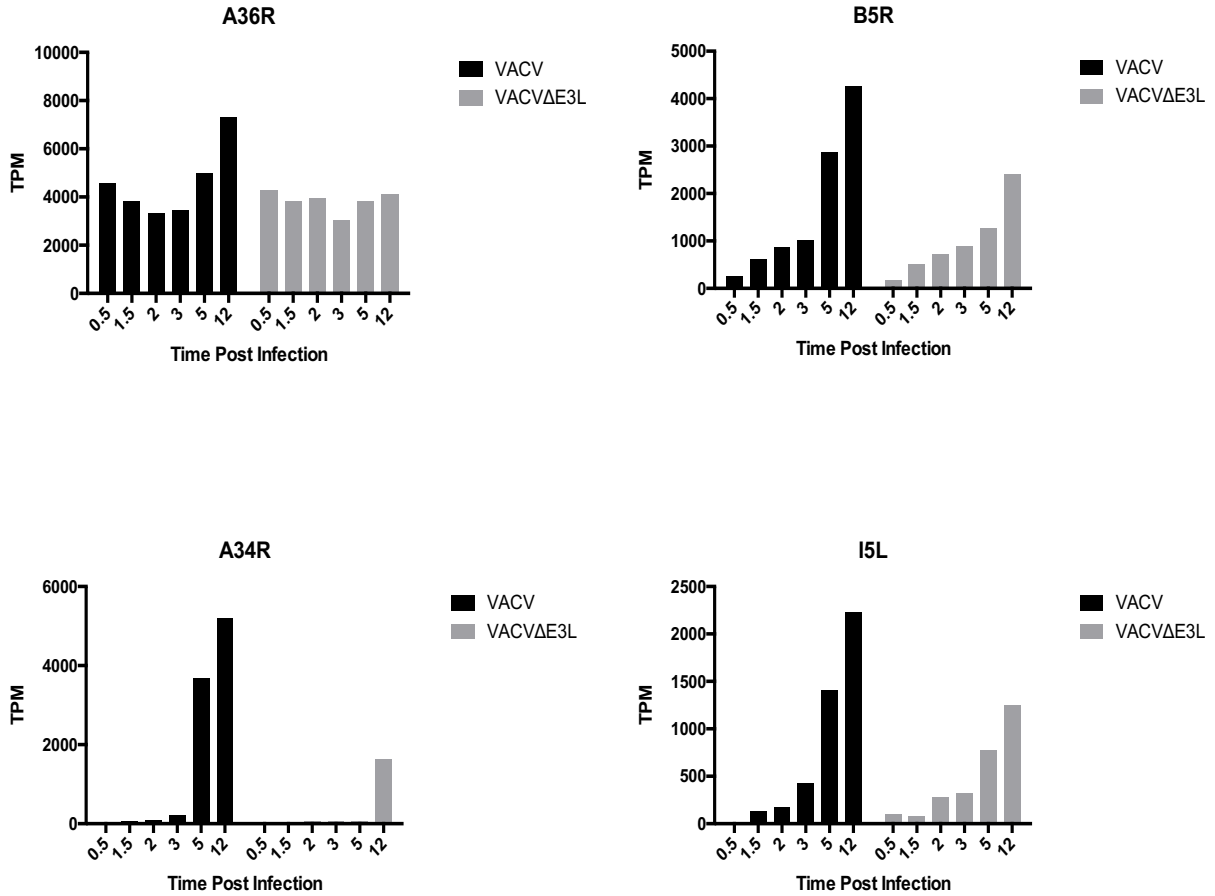 A36R
10000
8000
6000
4000
2000
0
TPM
0.5 1.5 2 3 5 12 0.5 1.5 2 3 5 12
Time Post Infection
VACV
VACVΔE3L
B5R
5000
4000
3000
2000
1000
0
TPM
0.5 1.5 2 3 5 12 0.5 1.5 2 3 5 12
Time Post Infection
VACV
VACVΔE3L
A34R
6000
4000
2000
0
TPM
0.5 1.5 2 3 5 12 0.5 1.5 2 3 5 12
Time Post Infection
VACV
VACVΔE3L
I5L
2500
2000
1500
1000
500
0
TPM
0.5 1.5 2 3 5 12 0.5 1.5 2 3 5 12
Time Post Infection
VACV
VACVΔE3L